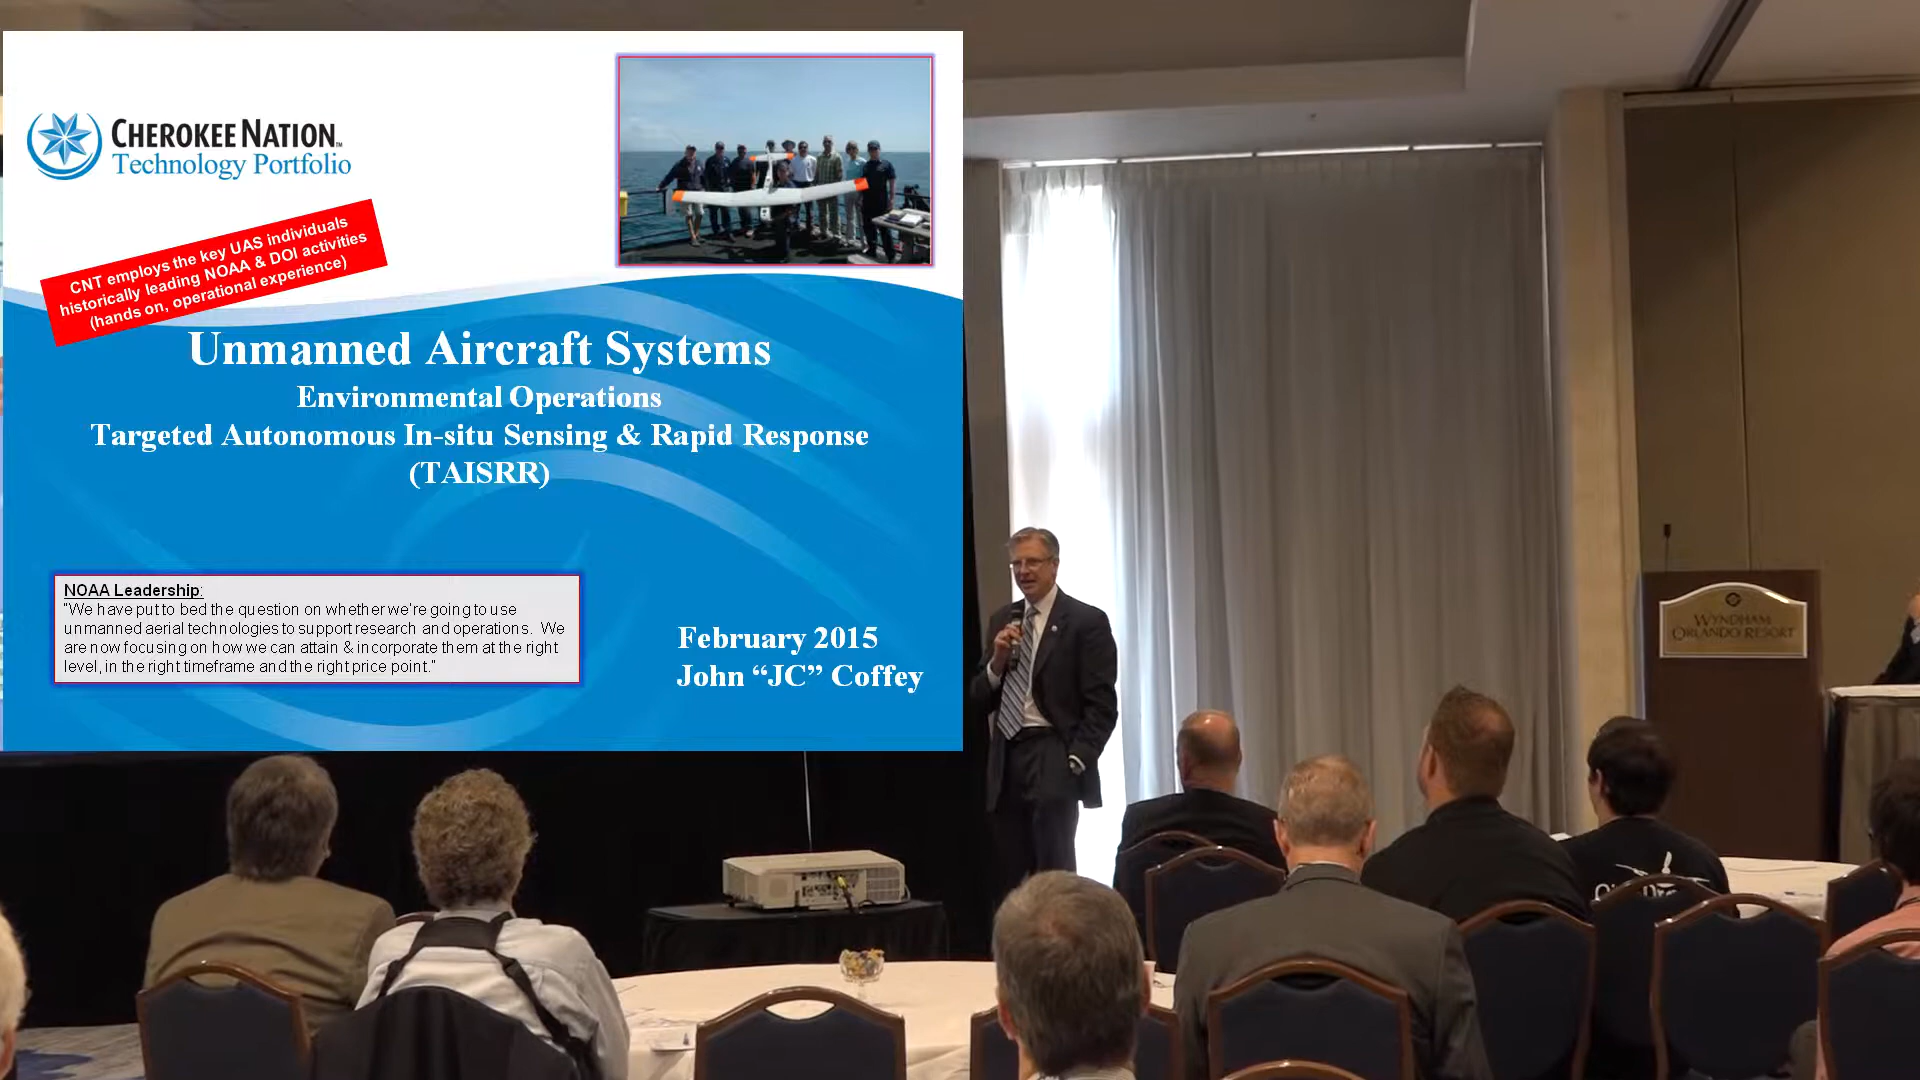 CHEROKEE NATION™
Technology Portfolio
CNT employs the key UAS individuals
historically leading NOAA & DOI activities
(hands on, operational experience)
Unmanned Aircraft Systems
Environmental Operations
Targeted Autonomous In-situ Sensing & Rapid Response
(TAISRR)
NOAA Leadership:
"We have put to bed the question on whether we're going to use
unmanned aerial technologies to support research and operations. We
are now focusing on how we can attain & incorporate them at the right
level, in the right timeframe and the right price point."
February 2015
John “JC” Coffey
WYNDHAM
ORLANDO RESORT